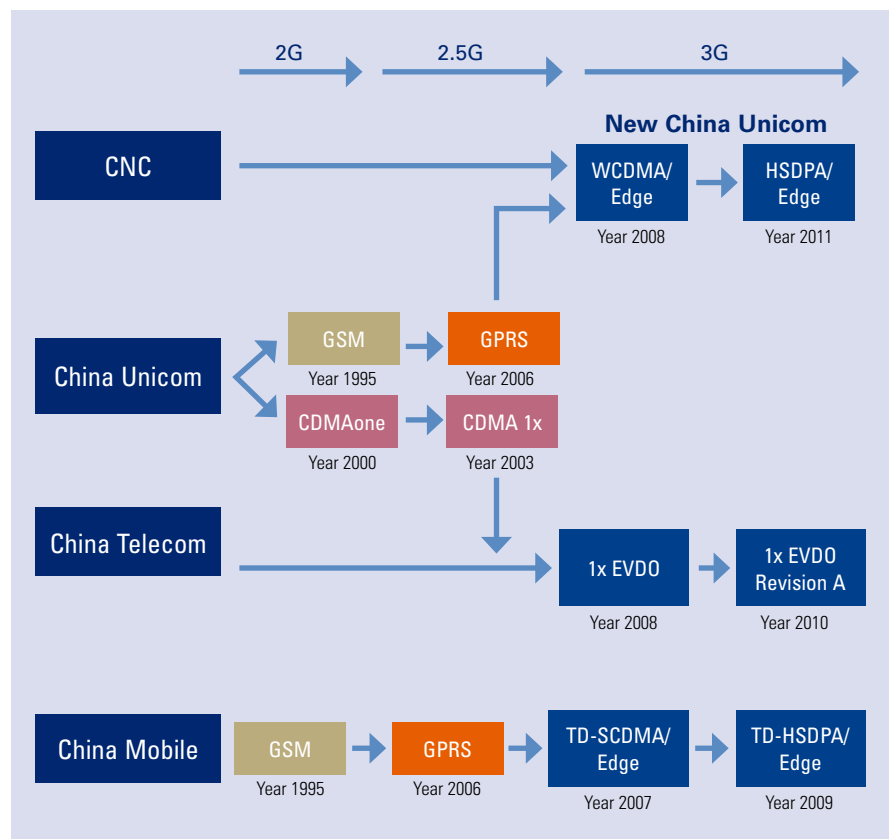 2G
2.5G
3G
New China Unicom
CNC
WCDMA/
Edge
HSDPA/
Edge
Year 2008
Year 2011
China Unicom
GSM
GPRS
Year 1995
Year 2006
CDMAone
CDMA 1x
Year 2000
Year 2003
China Telecom
1x EVDO
1x EVDO
Revision A
Year 2008
Year 2010
China Mobile
GSM
GPRS
TD-SCDMA/
Edge
TD-HSDPA/
Edge
Year 1995
Year 2006
Year 2007
Year 2009